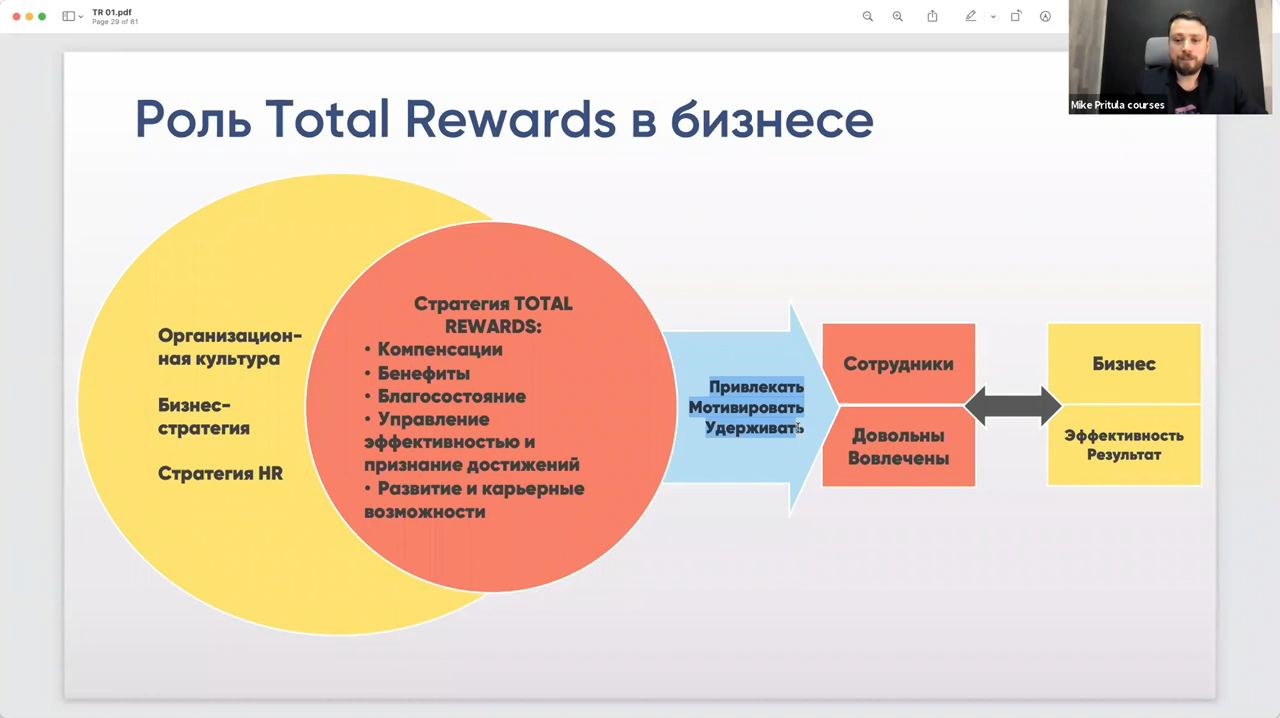 TR 01.pdf
Page 29 of 81
Mike Pritula courses
Роль Total Rewards в бизнесе
Организацион-
ная культура
Бизнес-
стратегия
Стратегия HR
Стратегия TOTAL
REWARDS:
• Компенсации
• Бенефиты
• Благосостояние
• Управление
эффективностью и
признание достижений
• Развитие и карьерные
возможности
Привлекать
Мотивировать
Удерживать
Сотрудники
Довольны
Вовлечены
Бизнес
Эффективность
Результат